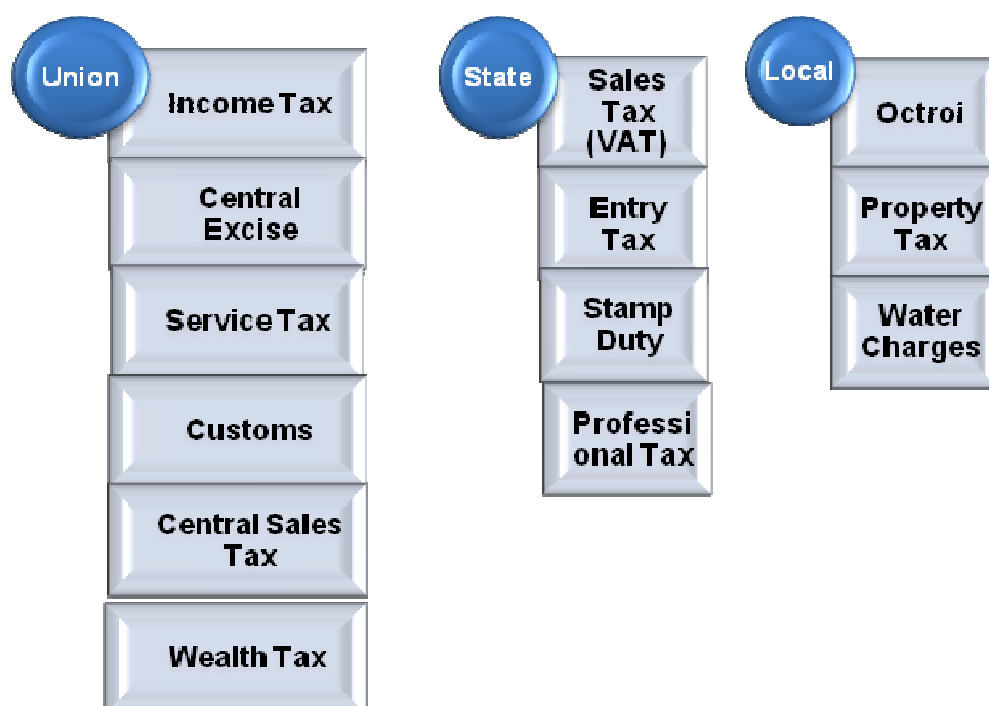 Union
Income Tax
Central
Excise
Service Tax
Customs
Central Sales
Tax
Wealth Tax
State
Sales
Tax
(VAT)
Entry
Tax
Stamp
Duty
Professi
onal Tax
Local
Octroi
Property
Tax
Water
Charges